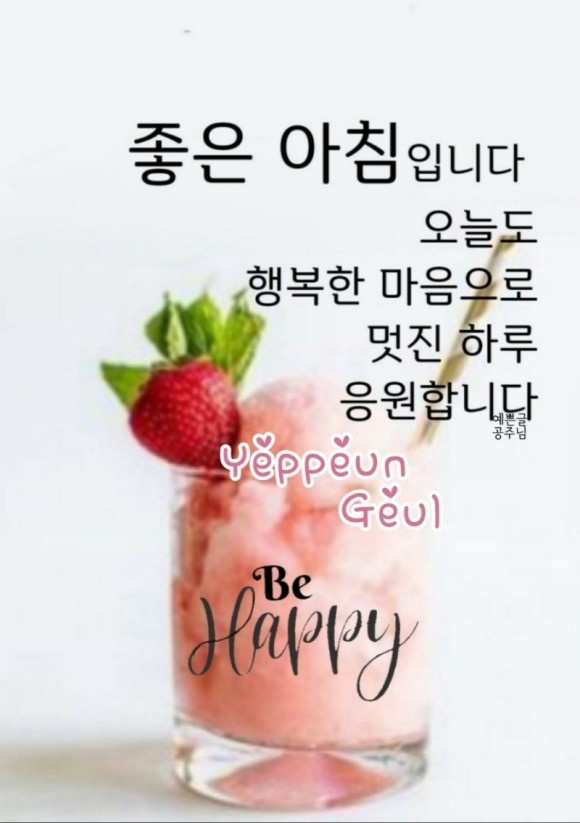 좋은 아침입니다
오늘도
행복한 마음으로
멋진 하루
응원합니다
예쁜글
공주님
Yeppeun
Geul
Be
Happy